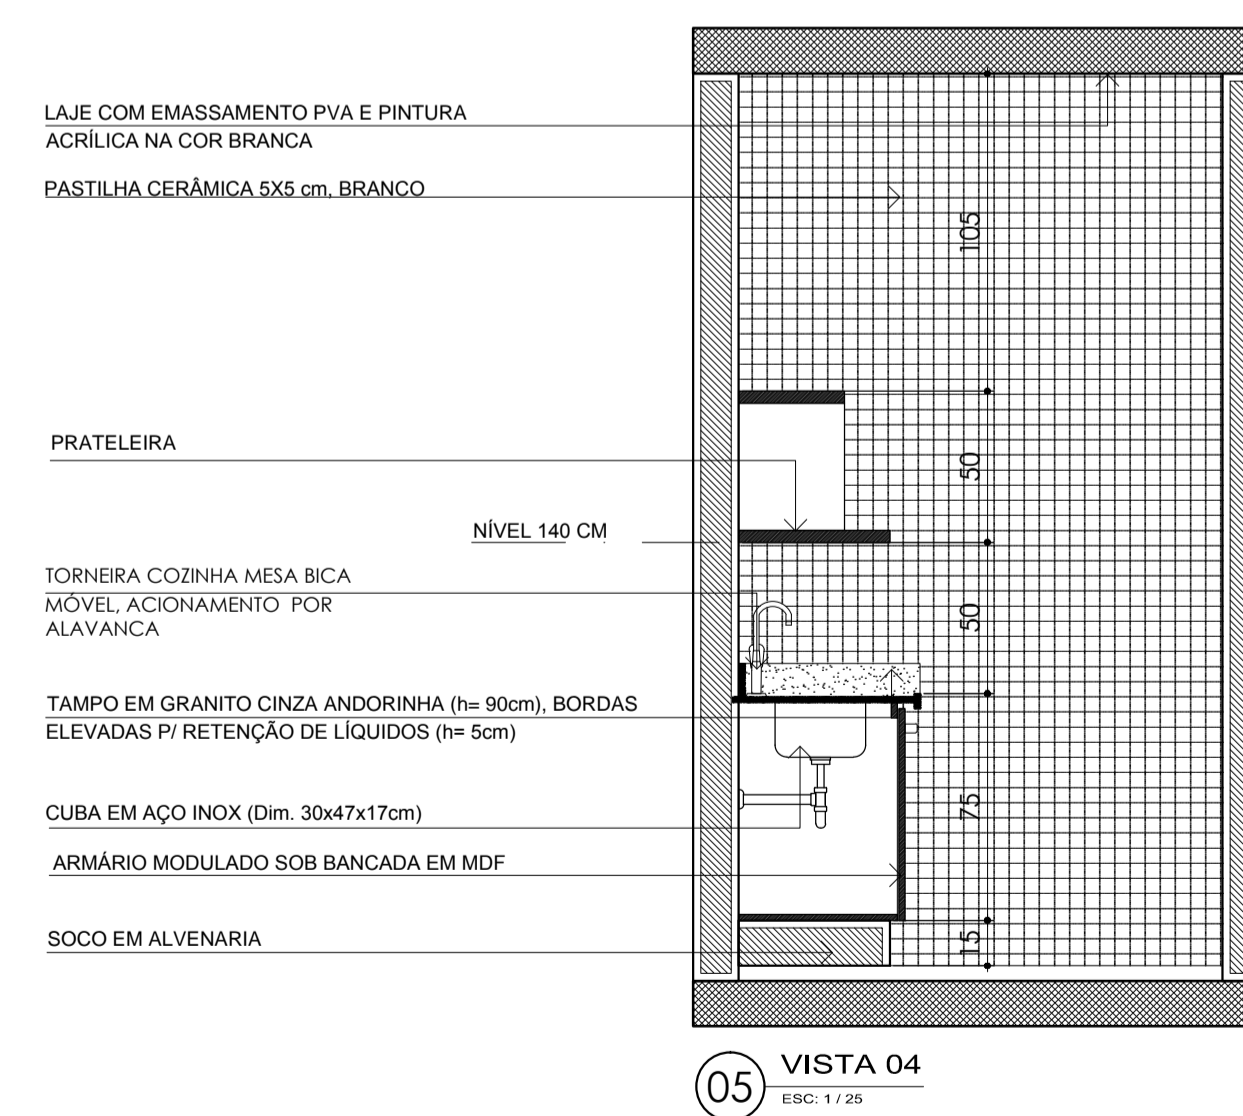 LAJE COM EMASSAMENTO PVA E PINTURA
ACRÍLICA NA COR BRANCA
PASTILHA CERÂMICA 5X5 cm, BRANCO
105
PRATELEIRA
50
NÍVEL 140 CM
TORNEIRA COZINHA MESA BICA
MÓVEL, ACIONAMENTO POR
ALAVANCA
50
TAMPO EM GRANITO CINZA ANDORINHA (h= 90cm), BORDAS
ELEVADAS P/ RETENÇÃO DE LÍQUIDOS (h= 5cm)
CUBA EM AÇO INOX (Dim. 30x47x17cm)
75
ARMÁRIO MODULADO SOB BANCADA EM MDF
SOCO EM ALVENARIA
15
05 VISTA 04
ESC: 1 / 25